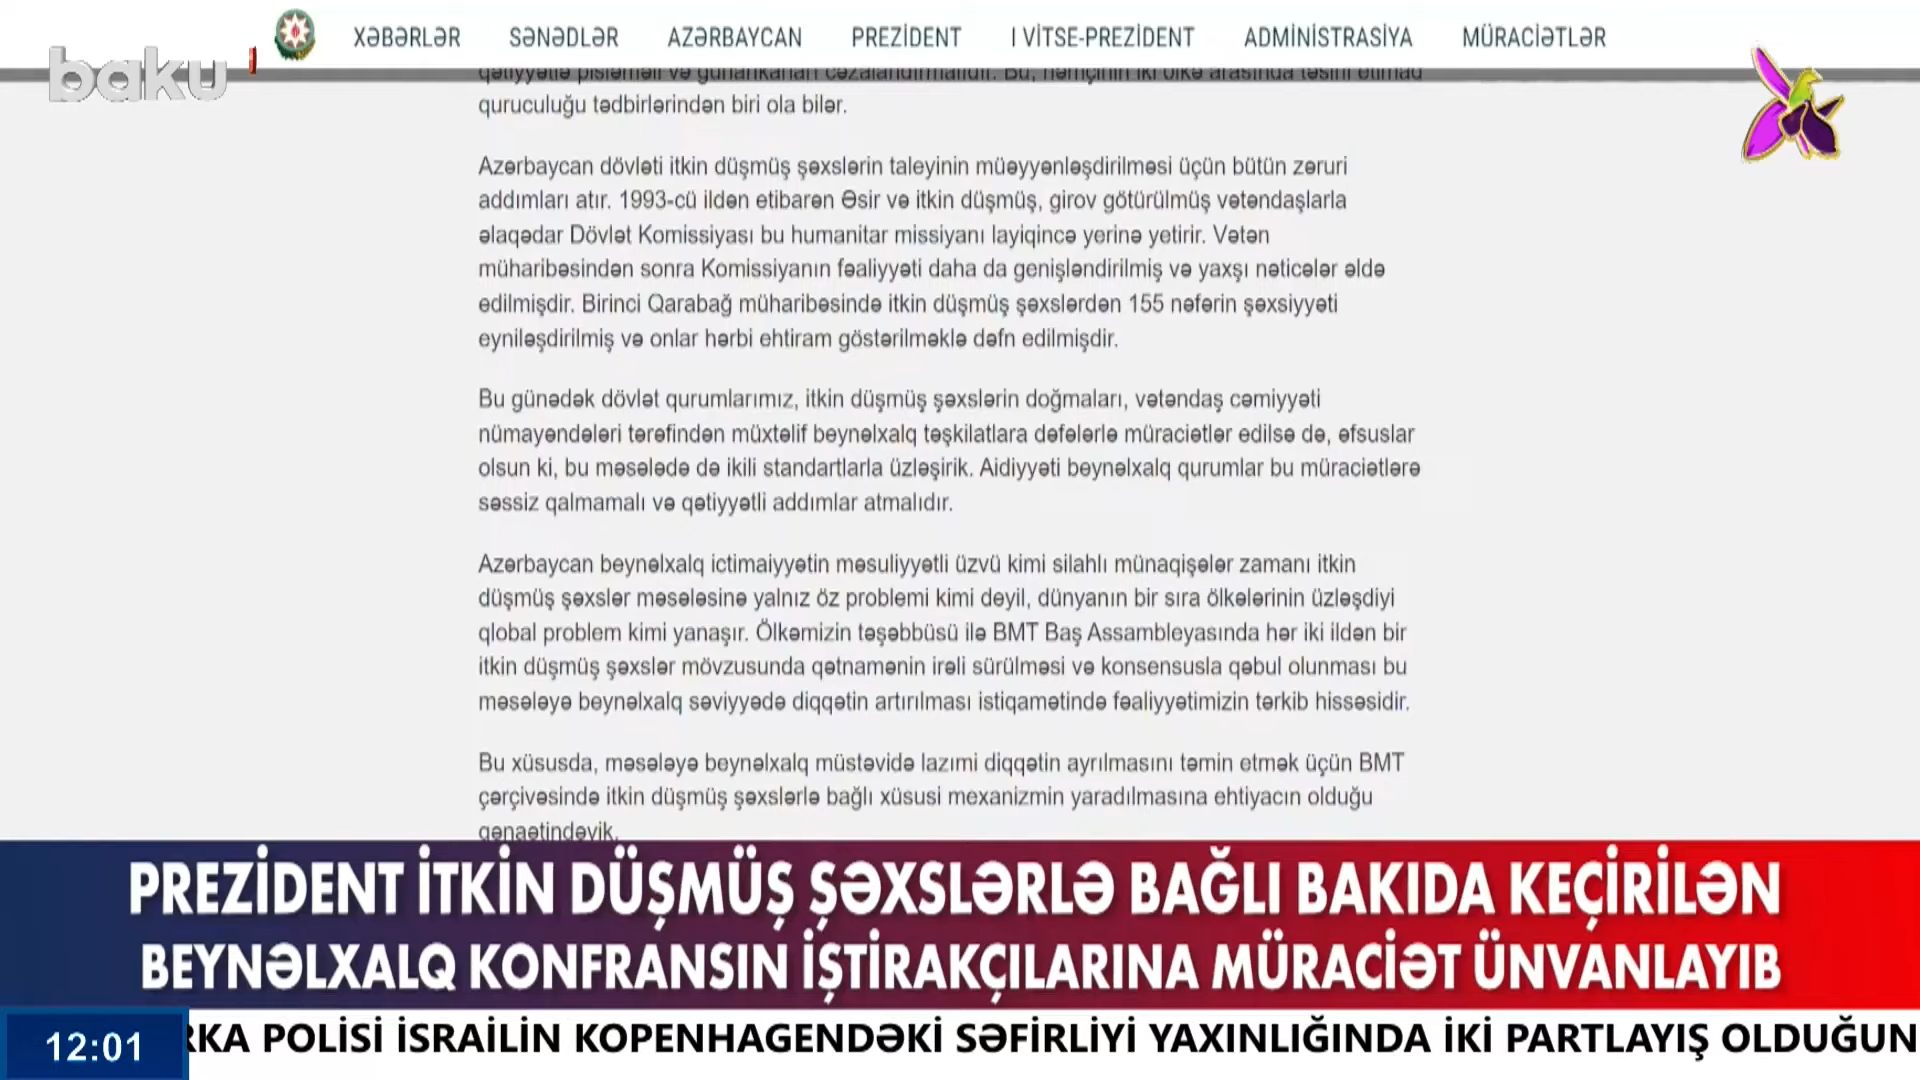 XƏBƏRLƏR SƏNƏDLƏR AZƏRBAYCAN PREZİDENT I VİTSE-PREZİDENT ADMİNİSTRASİYA MÜRACİƏTLƏR
baku
qətiyyətlə pisləməli və günahkarları cəzalandırmalıdır. Bu, həmçinin iki ölkə arasında təsirli etimad
quruculuğu tədbirlərindən biri ola bilər.
Azərbaycan dövləti itkin düşmüş şəxslərin taleyinin müəyyənləşdirilməsi üçün bütün zəruri
addımları atır. 1993-cü ildən etibarən Əsir və itkin düşmüş, girov götürülmüş vətəndaşlarla
əlaqədar Dövlət Komissiyası bu humanitar missiyanı layiqincə yerinə yetirir. Vətən
müharibəsindən sonra Komissiyanın fəaliyyəti daha da genişləndirilmiş və yaxşı nəticələr əldə
edilmişdir. Birinci Qarabağ müharibəsində itkin düşmüş şəxslərdən 155 nəfərin şəxsiyyəti
eyniləşdirilmiş və onlar hərbi ehtiram göstərilməklə dəfn edilmişdir.
Bu günədək dövlət qurumlarımız, itkin düşmüş şəxslərin doğmaları, vətəndaş cəmiyyəti
nümayəndələri tərəfindən müxtəlif beynəlxalq təşkilatlara dəfələrlə müraciətlər edilsə də, əfsuslar
olsun ki, bu məsələdə də ikili standartlarla üzləşirik. Aidiyyəti beynəlxalq qurumlar bu müraciətlərə
səssiz qalmamalı və qətiyyətli addımlar atmalıdır.
Azərbaycan beynəlxalq ictimaiyyətin məsuliyyətli üzvü kimi silahlı münaqişələr zamanı itkin
düşmüş şəxslər məsələsinə yalnız öz problemi kimi deyil, dünyanın bir sıra ölkələrinin üzləşdiyi
qlobal problem kimi yanaşır. Ölkəmizin təşəbbüsü ilə BMT Baş Assambleyasında hər iki ildən bir
itkin düşmüş şəxslər mövzusunda qətnamənin irəli sürülməsi və konsensusla qəbul olunması bu
məsələyə beynəlxalq səviyyədə diqqətin artırılması istiqamətində fəaliyyətimizin tərkib hissəsidir.
Bu xüsusda, məsələyə beynəlxalq müstəvidə lazımi diqqətin ayrılmasını təmin etmək üçün BMT
çərçivəsində itkin düşmüş şəxslərlə bağlı xüsusi mexanizmin yaradılmasına ehtiyacın olduğu
qənaətindəyik.
PREZİDENT İTKİN DÜŞMÜŞ ŞƏXSLƏRLƏ BAĞLI BAKIDA KEÇİRİLƏN
BEYNƏLXALQ KONFRANSIN İŞTİRAKÇILARINA MÜRACİƏT ÜNVANLAYIB
12:01 RKA POLİSİ İSRAİLİN KOPENHAGENDƏKİ SƏFİRLİYİ YAXINLIĞINDA İKİ PARTLAYIŞ OLDUĞUN